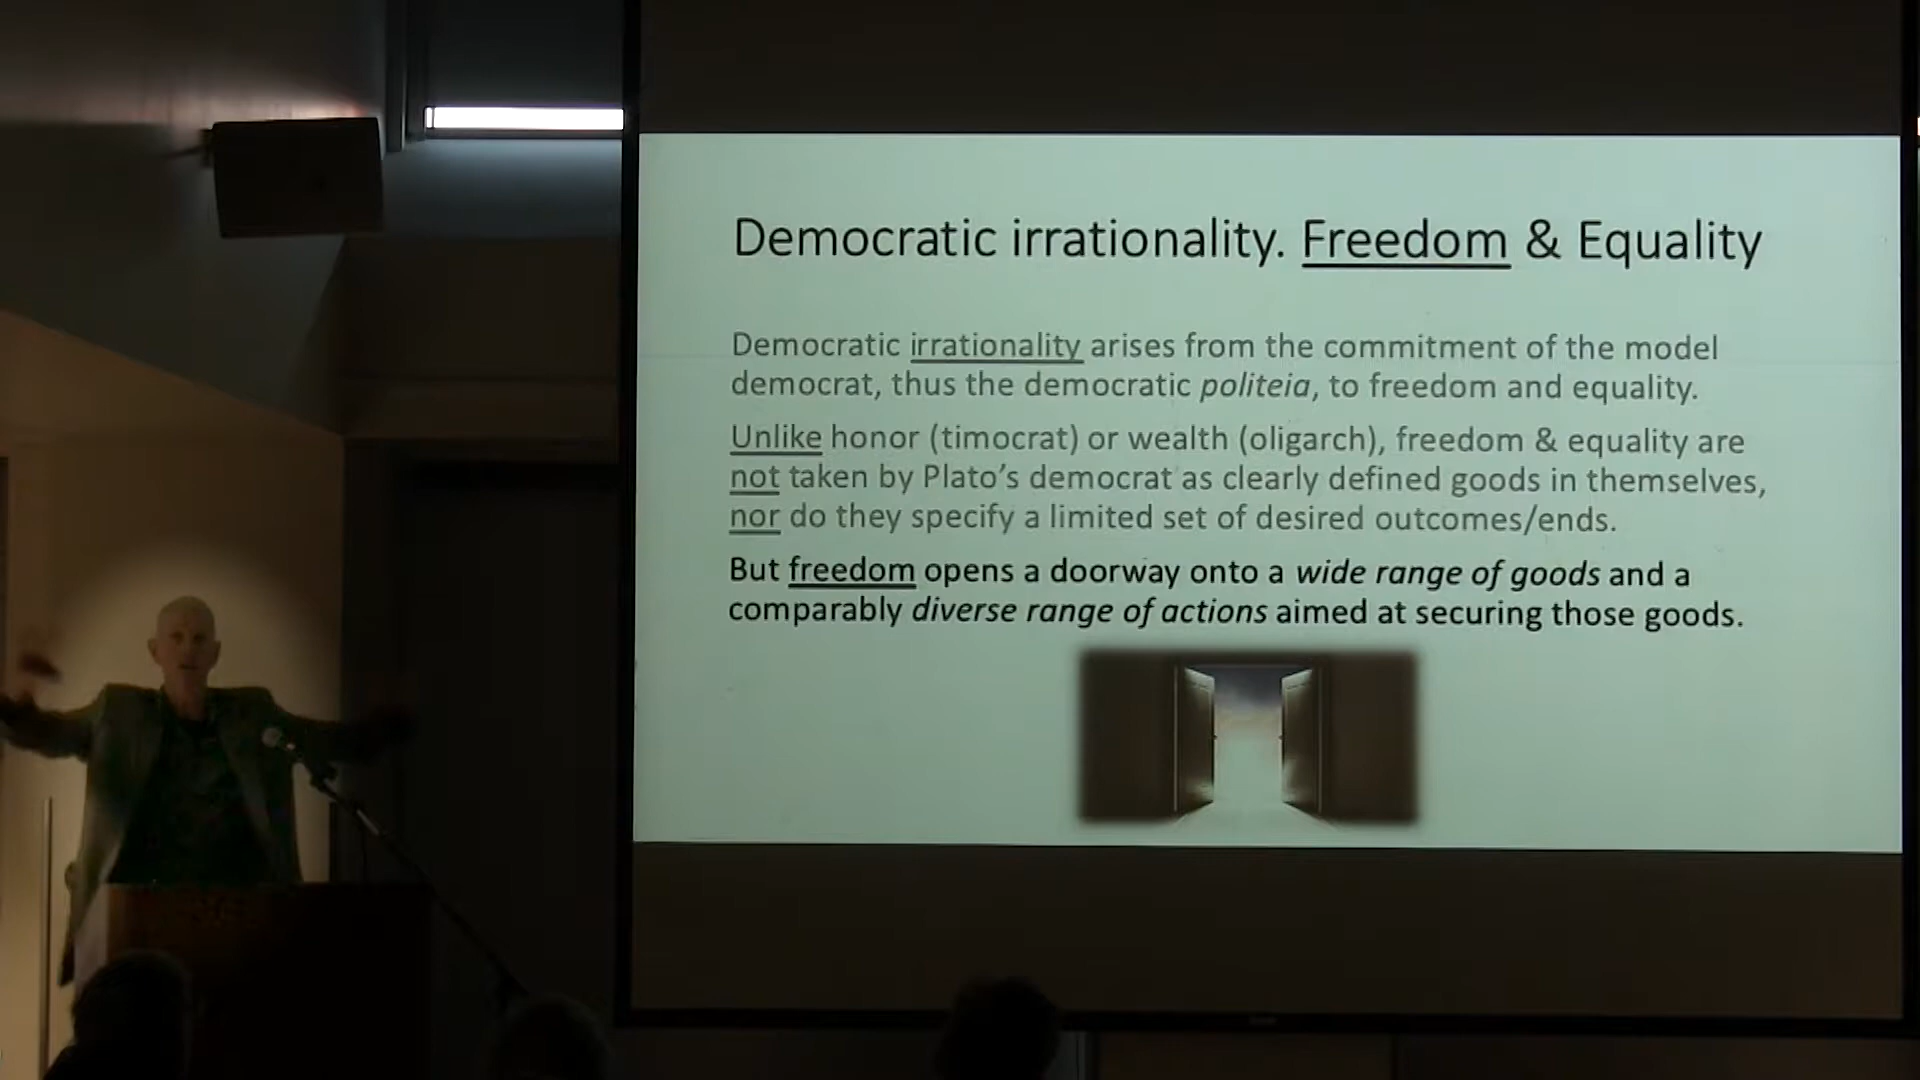 Democratic irrationality. Freedom & Equality
Democratic irrationality arises from the commitment of the model
democrat, thus the democratic politeia, to freedom and equality.
Unlike honor (timocrat) or wealth (oligarch), freedom & equality are
not taken by Plato's democrat as clearly defined goods in themselves,
nor do they specify a limited set of desired outcomes/ends.
But freedom opens a doorway onto a wide range of goods and a
comparably diverse range of actions aimed at securing those goods.